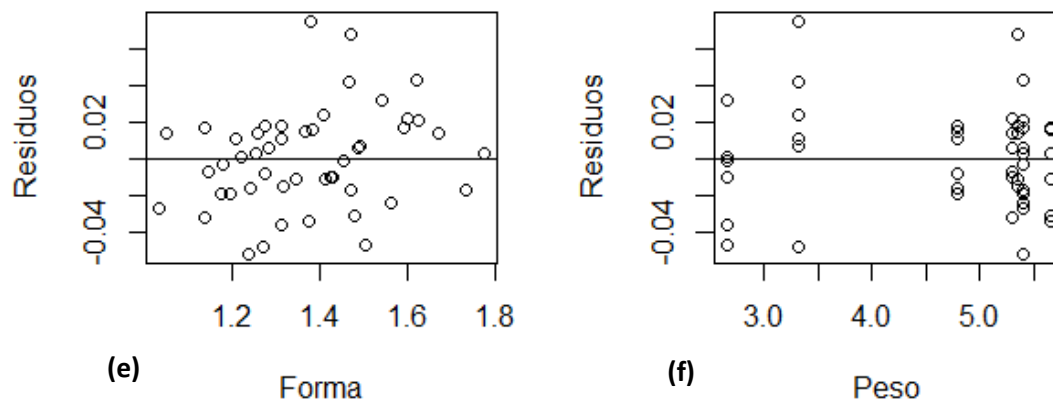 Residuos
0.02
-0.04
1.2 1.4 1.6 1.8
(e)
Forma
Residuos
0.02
-0.04
3.0 4.0 5.0
(f)
Peso